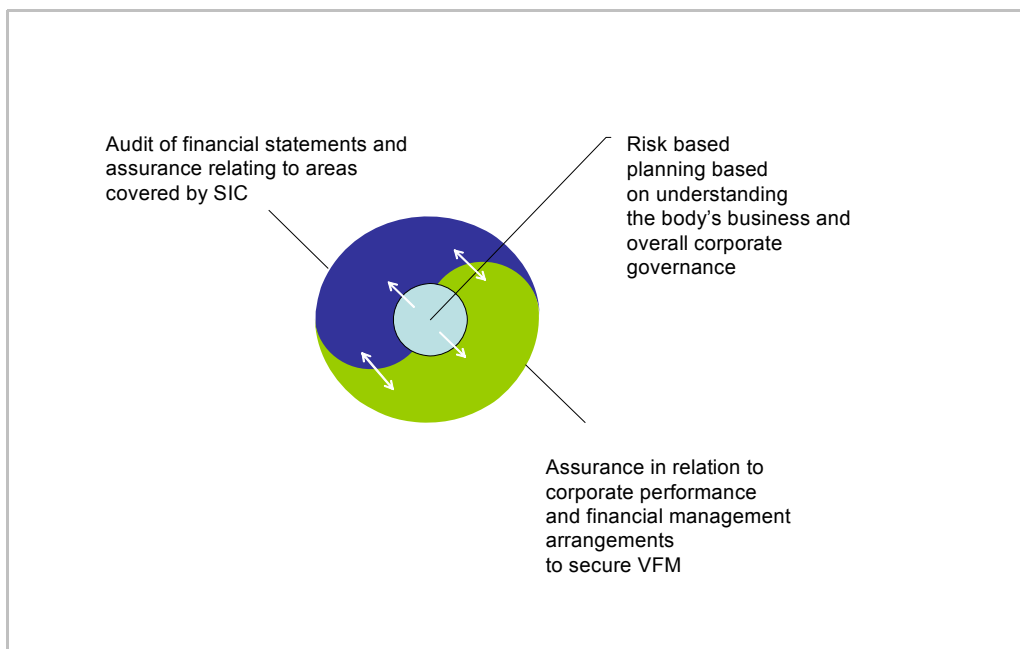 Audit of financial statements and
assurance relating to areas
covered by SIC
Risk based
planning based
on understanding
the body’s business and
overall corporate
governance
Assurance in relation to
corporate performance
and financial management
arrangements
to secure VFM